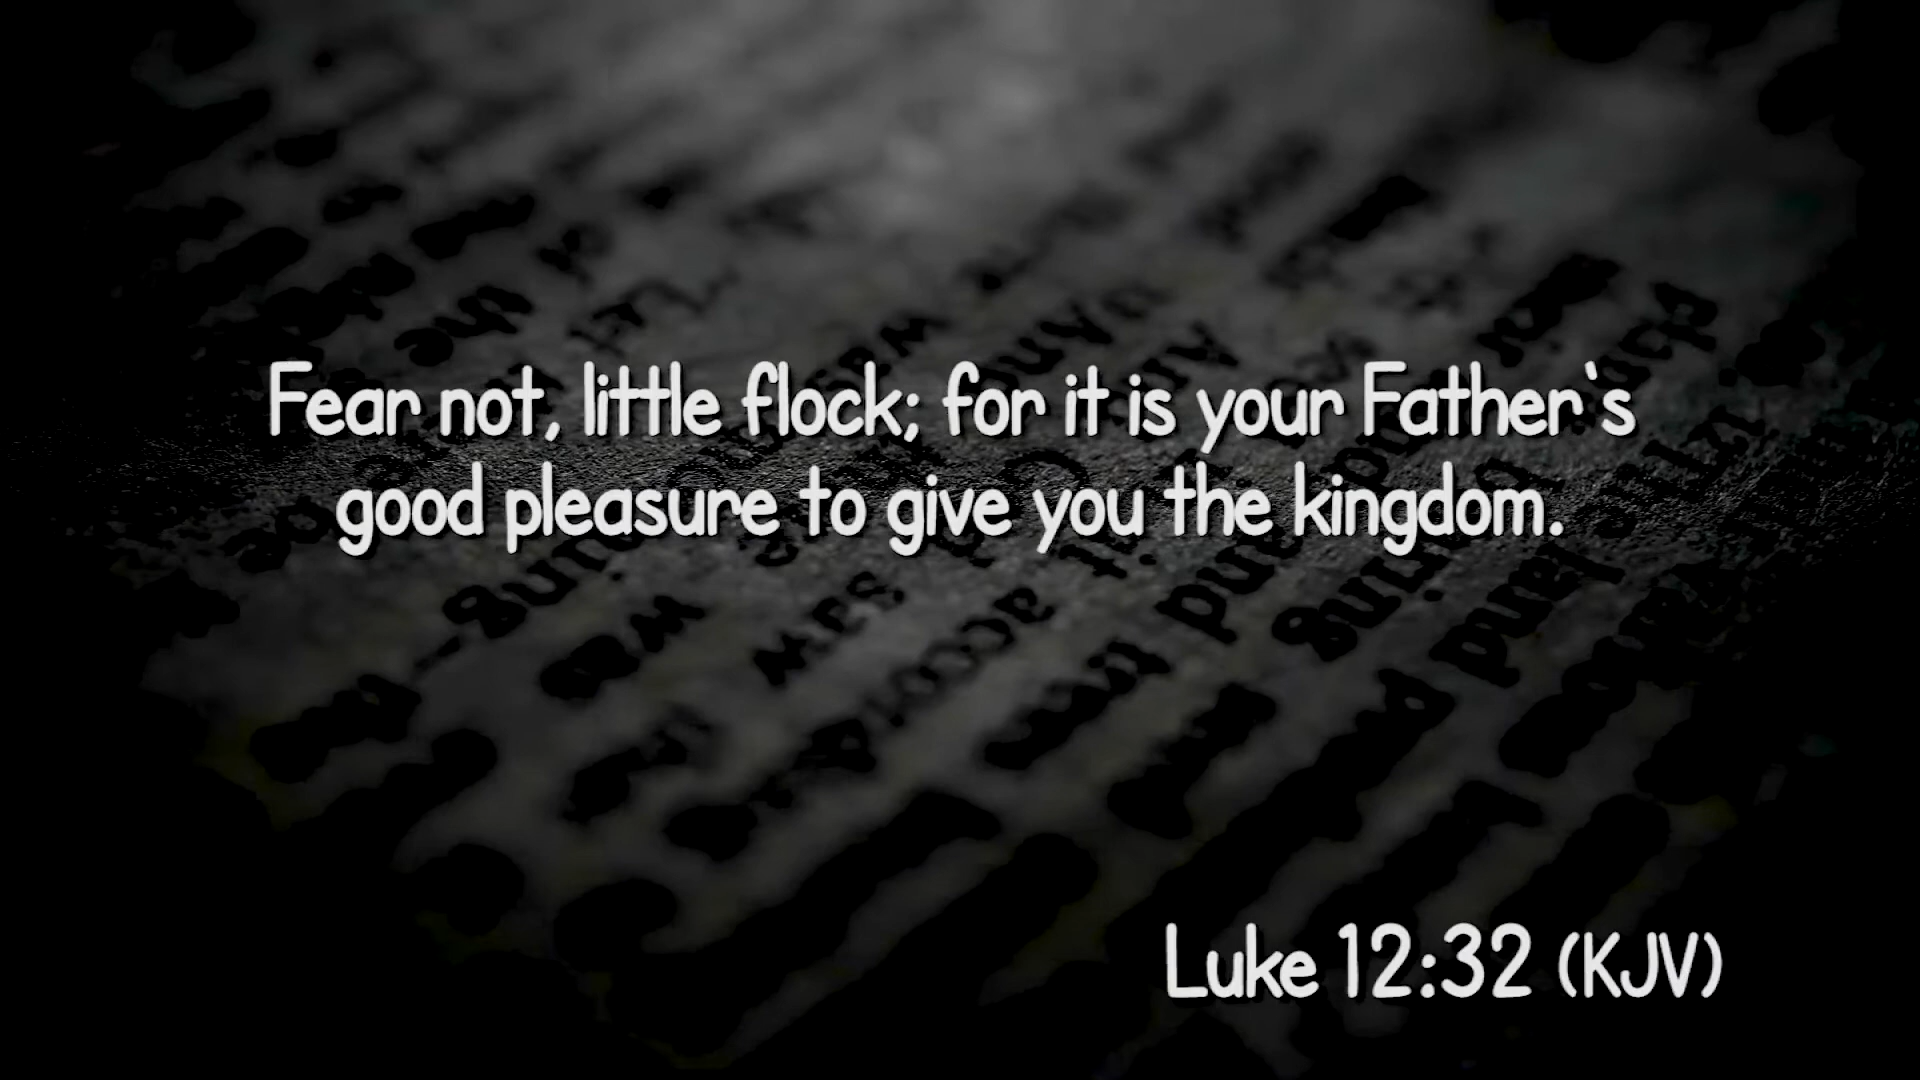 Fear not, little flock; for it is your Father's
good pleasure to give you the kingdom.
Luke 12:32 (KJV)